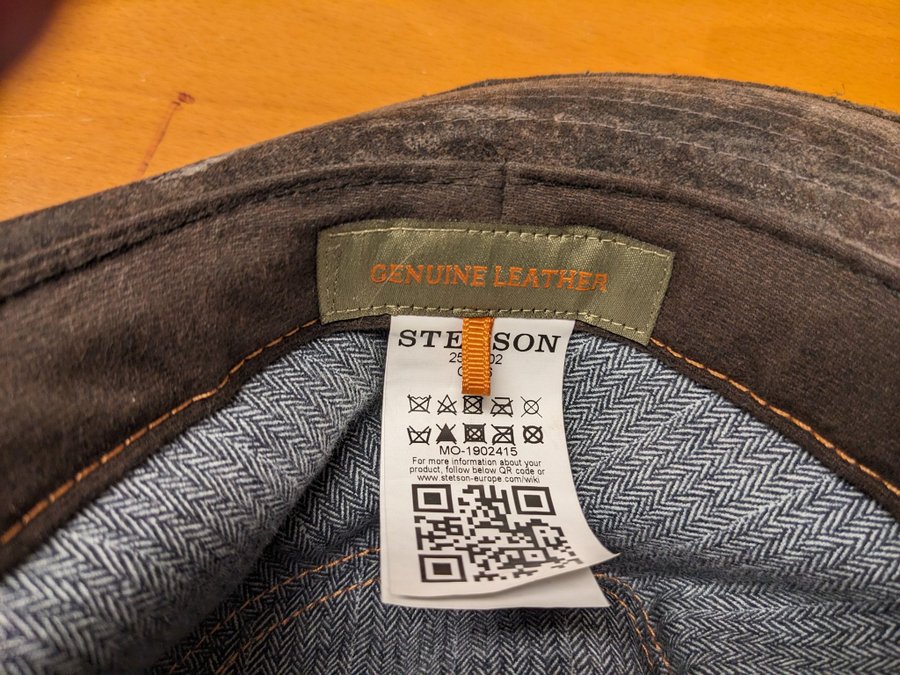 GENUINE LEATHER
STETSON
MO-1902415
For more information about your
product, follow below QR code or
www.stetson-europe.com/wiki